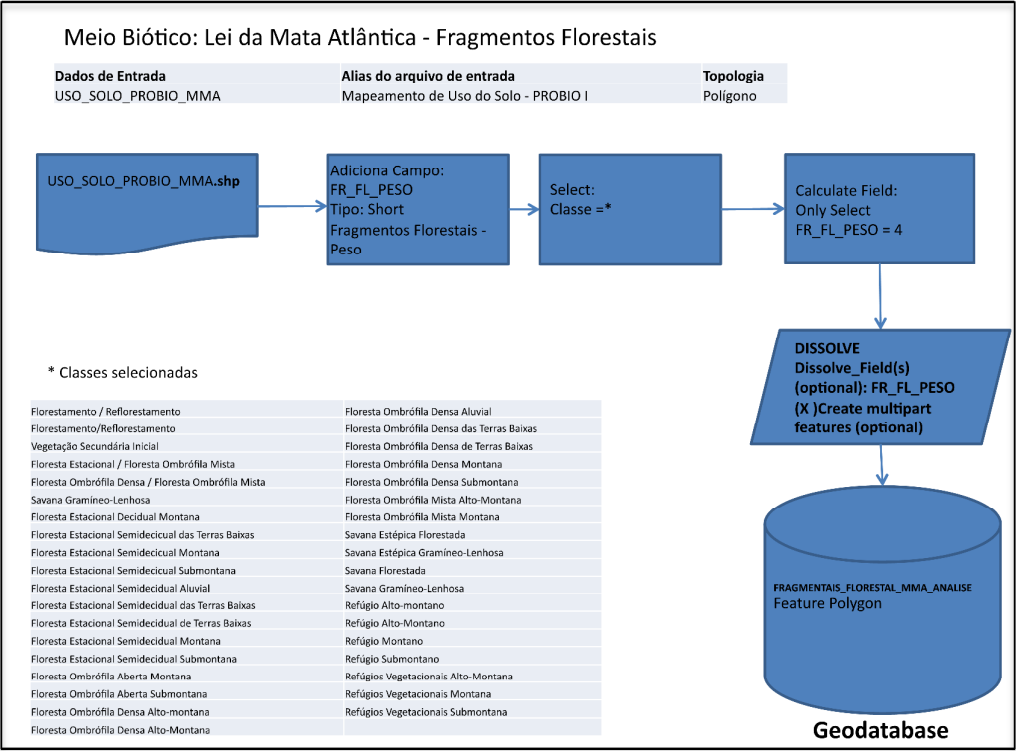 Meio Biótico: Lei da Mata Atlântica - Fragmentos Florestais
Dados de Entrada Alias do arquivo de entrada Topologia
USO_SOLO_PROBIO_MMA Mapeamento de Uso do Solo - PROBIO I Polígono
USO_SOLO_PROBIO_MMA.shp
Adiciona Campo:
FR_FL_PESO
Tipo: Short
Fragmentos Florestais -
Peso
Select:
Classe =*
Calculate Field:
Only Select
FR_FL_PESO = 4
DISSOLVE
Dissolve_Field(s)
(optional): FR_FL_PESO
(X )Create multipart
features (optional)
FRAGMENTAIS_FLORESTAL_MMA_ANALISE
Feature Polygon
Geodatabase
* Classes selecionadas
Florestamento / Reflorestamento
Florestamento/Reflorestamento
Vegetação Secundária Inicial
Floresta Estacional / Floresta Ombrófila Mista
Floresta Ombrófila Densa / Floresta Ombrófila Mista
Savana Gramíneo-Lenhosa
Floresta Estacional Decidual Montana
Floresta Estacional Semidecicual das Terras Baixas
Floresta Estacional Semidecicual Montana
Floresta Estacional Semidecicual Submontana
Floresta Estacional Semidecidual Aluvial
Floresta Estacional Semidecidual das Terras Baixas
Floresta Estacional Semidecidual de Terras Baixas
Floresta Estacional Semidecidual Montana
Floresta Estacional Semidecidual Submontana
Floresta Ombrófila Aberta Montana
Floresta Ombrófila Aberta Submontana
Floresta Ombrófila Densa Alto-montana
Floresta Ombrófila Densa Alto-Montana
Floresta Ombrófila Densa Aluvial
Floresta Ombrófila Densa das Terras Baixas
Floresta Ombrófila Densa de Terras Baixas
Floresta Ombrófila Densa Montana
Floresta Ombrófila Densa Submontana
Floresta Ombrófila Mista Alto-Montana
Floresta Ombrófila Mista Montana
Savana Estépica Florestada
Savana Estépica Gramíneo-Lenhosa
Savana Florestada
Savana Gramíneo-Lenhosa
Refúgio Alto-montano
Refúgio Alto-Montano
Refúgio Montano
Refúgio Submontano
Refúgios Vegetacionais Alto-Montana
Refúgios Vegetacionais Montana
Refúgios Vegetacionais Submontana